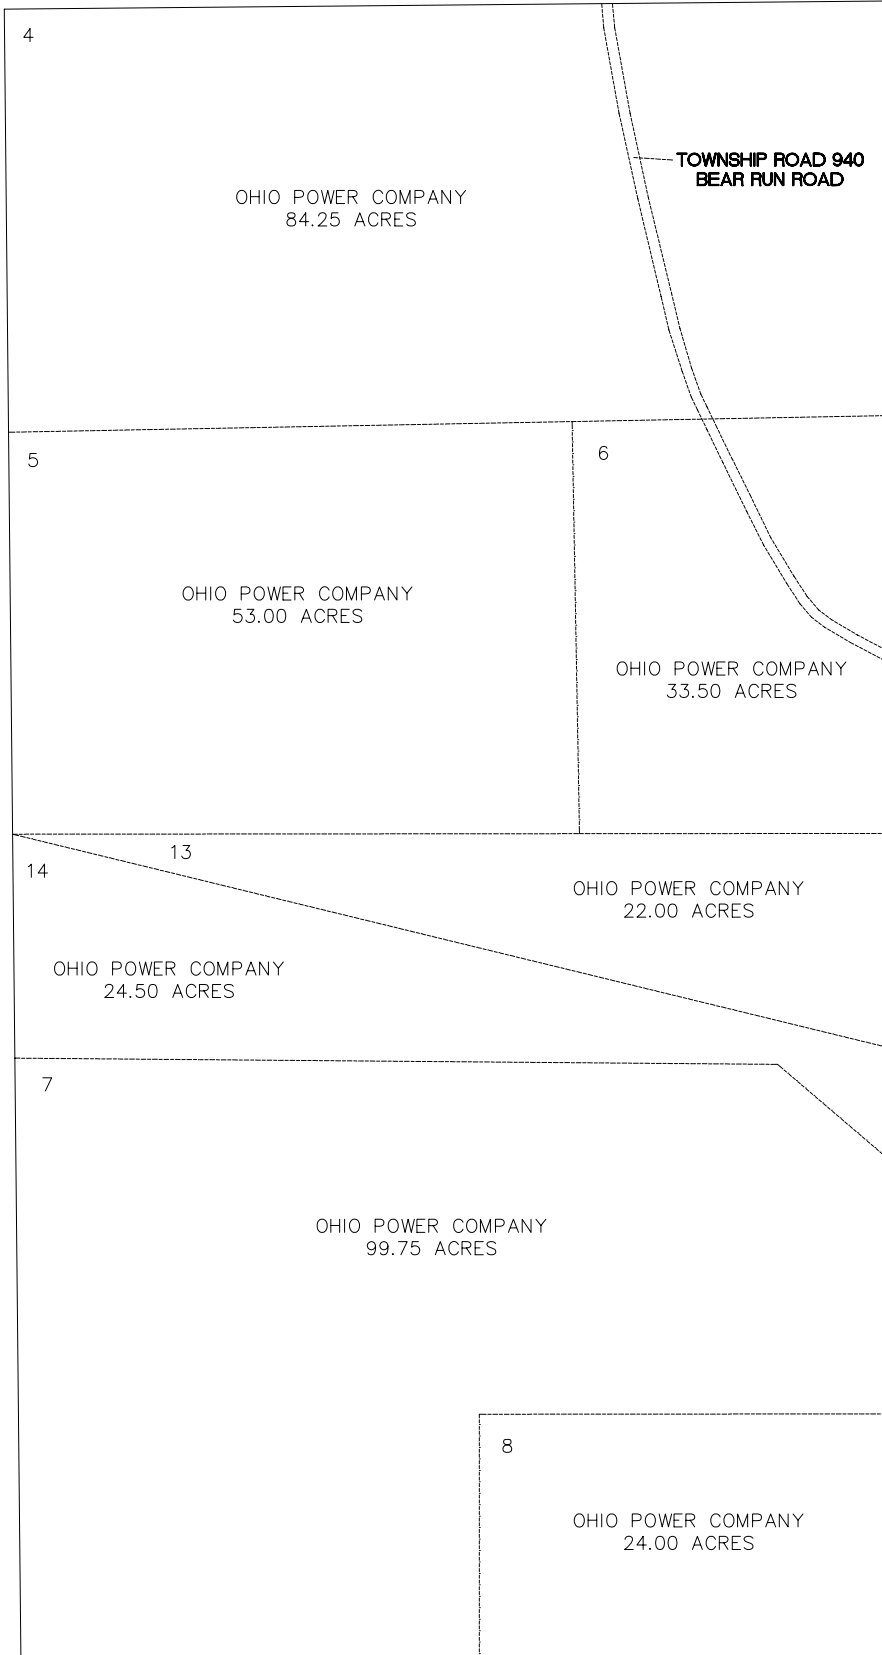 4
TOWNSHIP ROAD 940
BEAR RUN ROAD
OHIO POWER COMPANY
84.25 ACRES
5
6
OHIO POWER COMPANY
53.00 ACRES
OHIO POWER COMPANY
33.50 ACRES
13
14
OHIO POWER COMPANY
22.00 ACRES
OHIO POWER COMPANY
24.50 ACRES
7
OHIO POWER COMPANY
99.75 ACRES
8
OHIO POWER COMPANY
24.00 ACRES